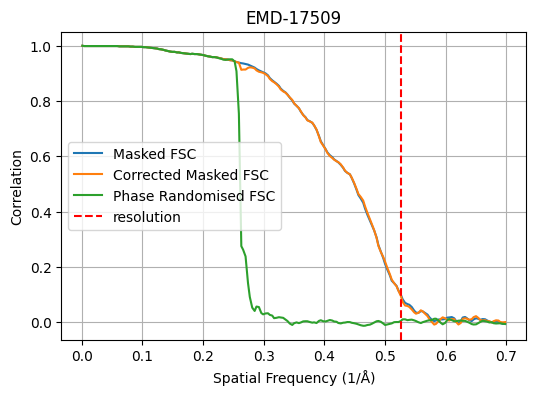 EMD-17509
1.0
0.8
0.6
0.4
0.2
0.0
Correlation
Masked FSC
Corrected Masked FSC
Phase Randomised FSC
resolution
0.0 0.1 0.2 0.3 0.4 0.5 0.6 0.7
Spatial Frequency (1/Å)